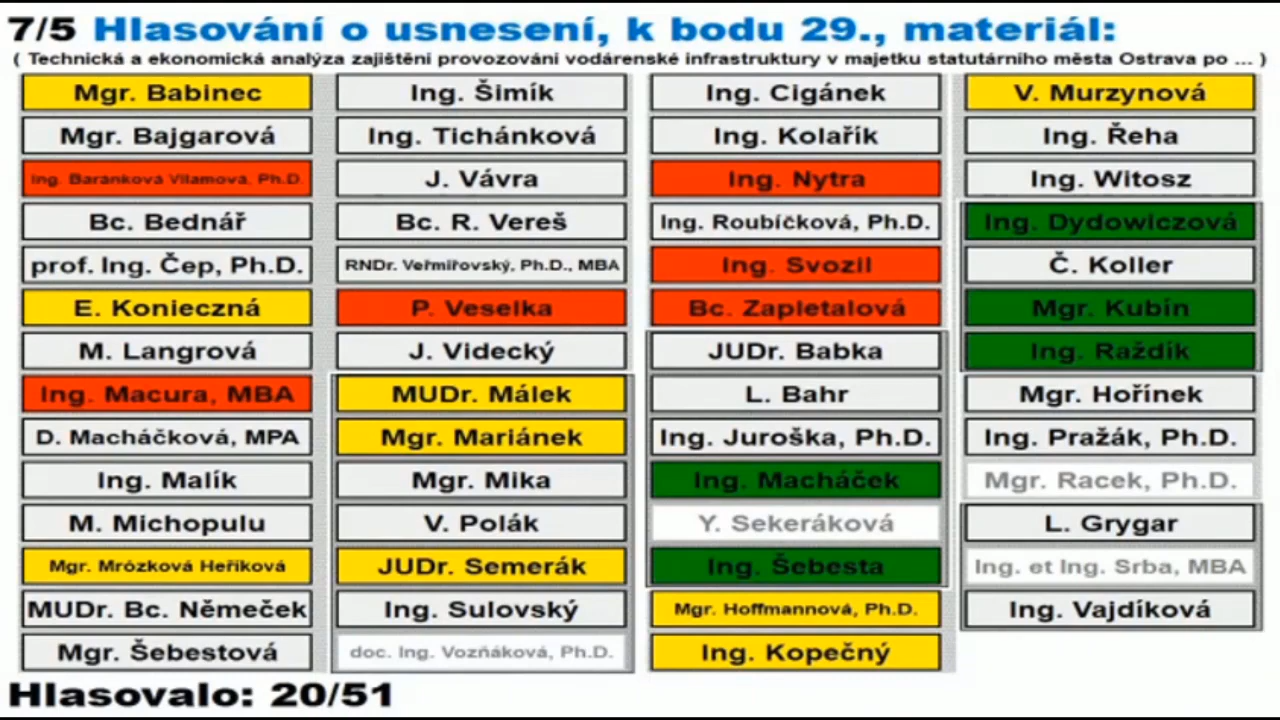 7/5 Hlasování o usnesení, k bodu 29., materiál:
( Technická a ekonomická analýza zajištění provozování vodárenské infrastruktury v majetku statutárního města Ostrava po ... )
Mgr. Babinec
Mgr. Bajgarová
Ing. Baránková Vilamová, Ph.D.
Bc. Bednář
prof. Ing. Čep, Ph.D.
E. Konieczná
M. Langrová
Ing. Macura, MBA
D. Macháčková, MPA
Ing. Malík
M. Michopulu
Mgr. Mrózková Heříková
MUDr. Bc. Němeček
Mgr. Šebestová
Ing. Šimík
Ing. Tichánková
J. Vávra
Bc. R. Vereš
RNDr. Veřmiřovský, Ph.D., MBA
P. Veselka
J. Videcký
MUDr. Málek
Mgr. Mariánek
Mgr. Mika
V. Polák
JUDr. Semerák
Ing. Sulovský
doc. Ing. Vozňáková, Ph.D.
Ing. Cigánek
Ing. Kolařík
Ing. Nytra
Ing. Roubíčková, Ph.D.
Ing. Svozil
Bc. Zapletalová
JUDr. Babka
L. Bahr
Ing. Juroška, Ph.D.
Ing. Macháček
Y. Sekeráková
Ing. Šebesta
Mgr. Hoffmannová, Ph.D.
Ing. Kopečný
V. Murzynová
Ing. Řeha
Ing. Witosz
Ing. Dydowiczová
Č. Koller
Mgr. Kubín
Ing. Raždík
Mgr. Hořínek
Ing. Pražák, Ph.D.
Mgr. Racek, Ph.D.
L. Grygar
Ing. et Ing. Srba, MBA
Ing. Vajdíková
Hlasovalo: 20/51